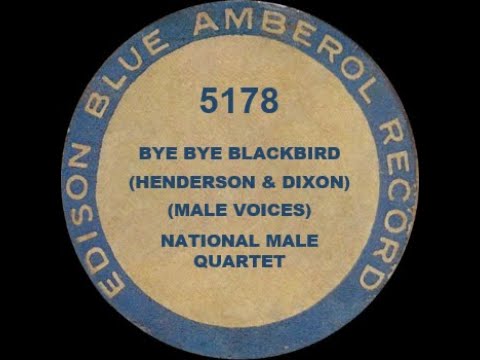 EDISON BLUE AMBEROL RECORD
5178
BYE BYE BLACKBIRD
(HENDERSON & DIXON)
(MALE VOICES)
NATIONAL MALE
QUARTET